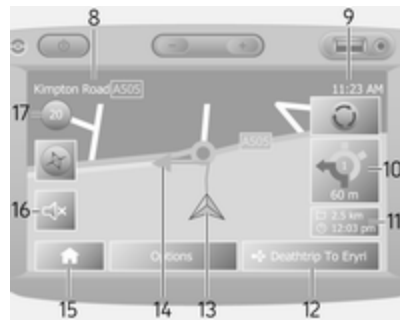 8
9
Kimpton Road A505
11:23 AM
17
20
A505
1
10
60 m
16
2.5 km
11
12:03 pm
Options
Deathtrip To Eryri
15
14
13
12